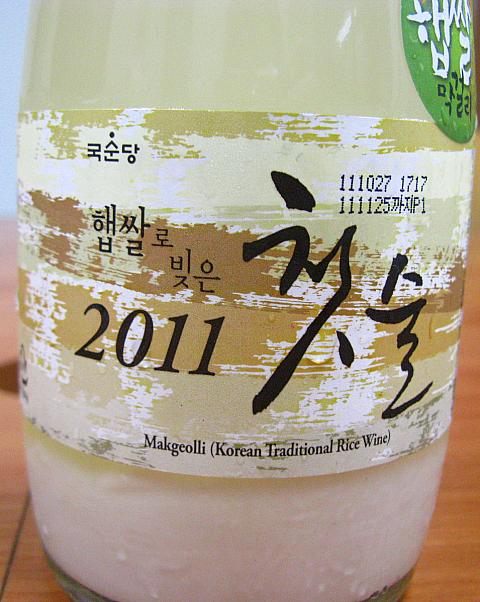 햅쌀
막걸리
국순당
111027 1717
111125까지P1
햅쌀로
빚은
첫술
2011
Makgeolli (Korean Traditional Rice Wine)